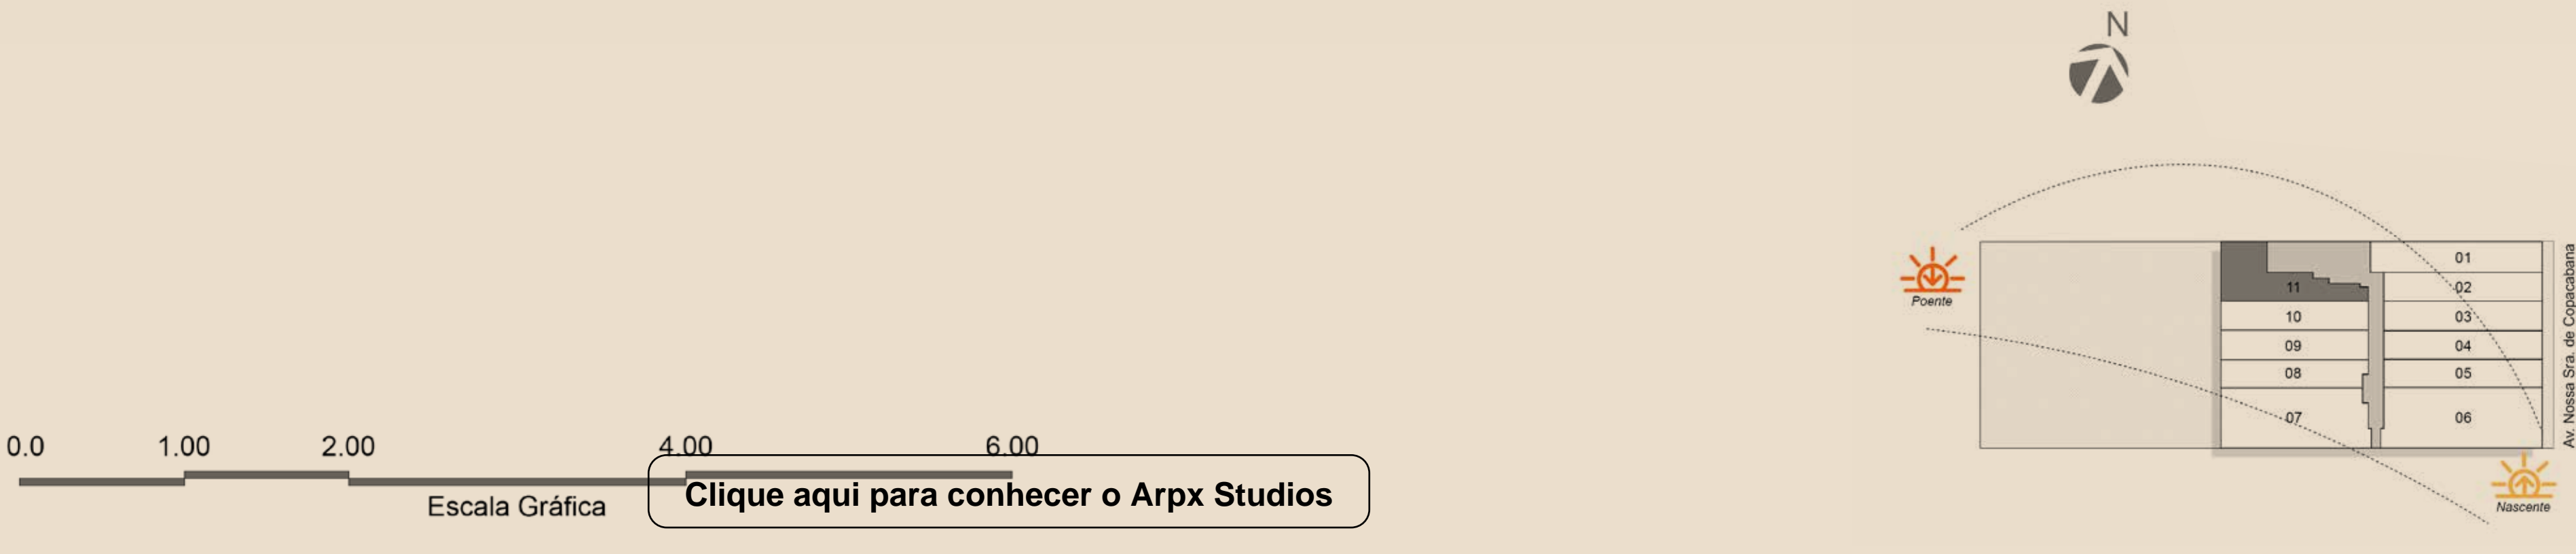 N
Poente
01
11
02
10
03
09
04
08
05
07
06
Av. Nossa Sra. de Copacabana
Nascente
0.0 1.00 2.00 4.00 6.00
Escala Gráfica
Clique aqui para conhecer o Arpx Studios